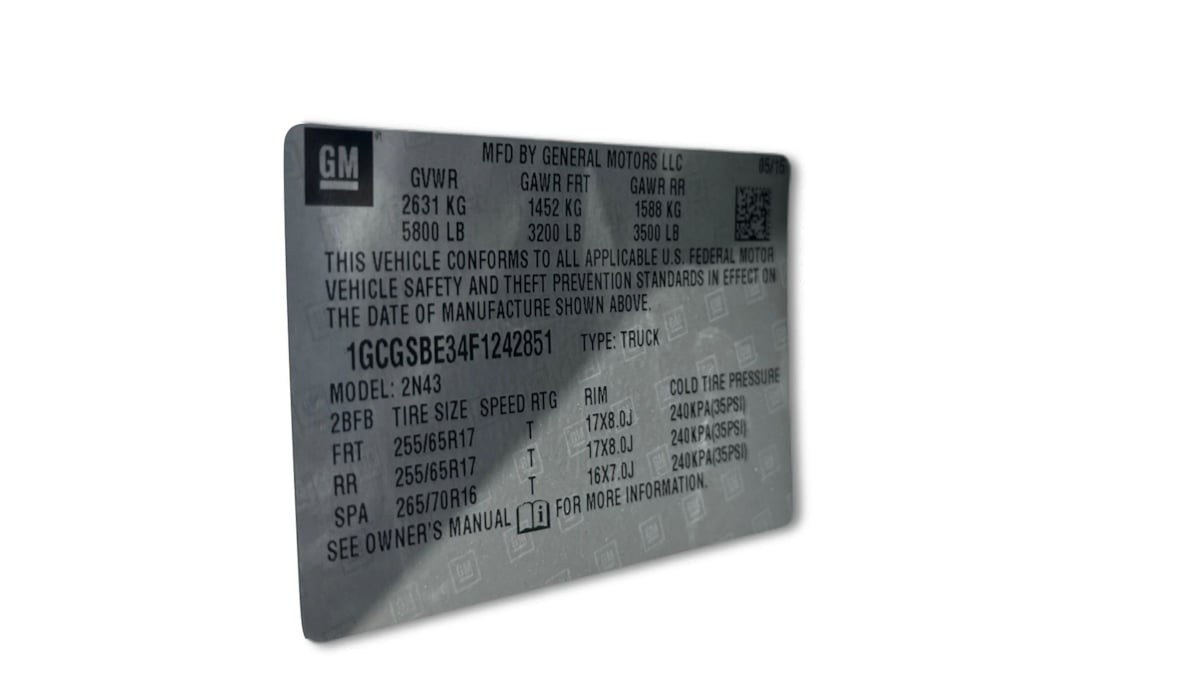 GM
MFD BY GENERAL MOTORS LLC 05/15
GVWR GAWR FRT GAWR RR
2631 KG 1452 KG 1588 KG
5800 LB 3200 LB 3500 LB
THIS VEHICLE CONFORMS TO ALL APPLICABLE U.S. FEDERAL MOTOR
VEHICLE SAFETY AND THEFT PREVENTION STANDARDS IN EFFECT ON
THE DATE OF MANUFACTURE SHOWN ABOVE.
1GCGSBE34F1242851 TYPE: TRUCK
MODEL: 2N43
2BFB TIRE SIZE SPEED RTG RIM COLD TIRE PRESSURE
FRT 255/65R17 T 17X8.0J 240KPA(35PSI)
RR 255/65R17 T 17X8.0J 240KPA(35PSI)
SPA 265/70R16 T 16X7.0J 240KPA(35PSI)
SEE OWNER'S MANUAL FOR MORE INFORMATION.